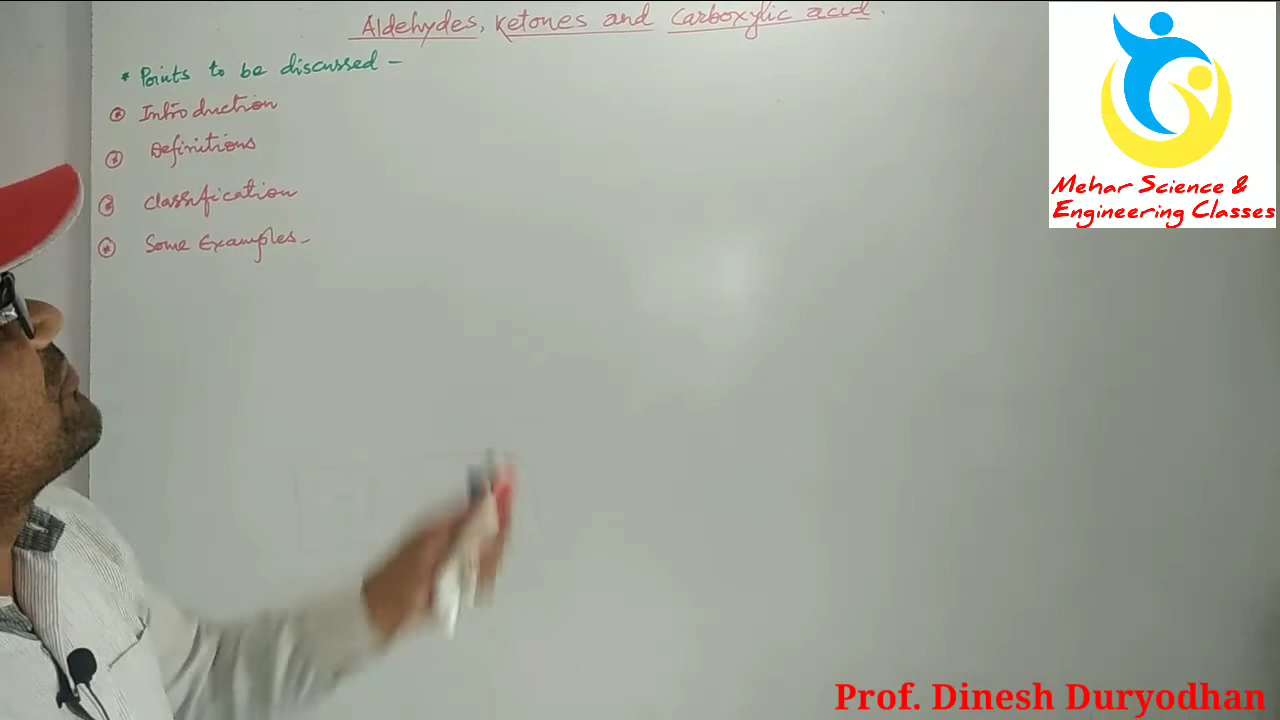 Aldehydes, Ketones and Carboxylic acid.
* Points to be discussed -
Introduction
Definitions
Classification
Some Examples -
Mehar Science &
Engineering Classes
Prof. Dinesh Duryodhan